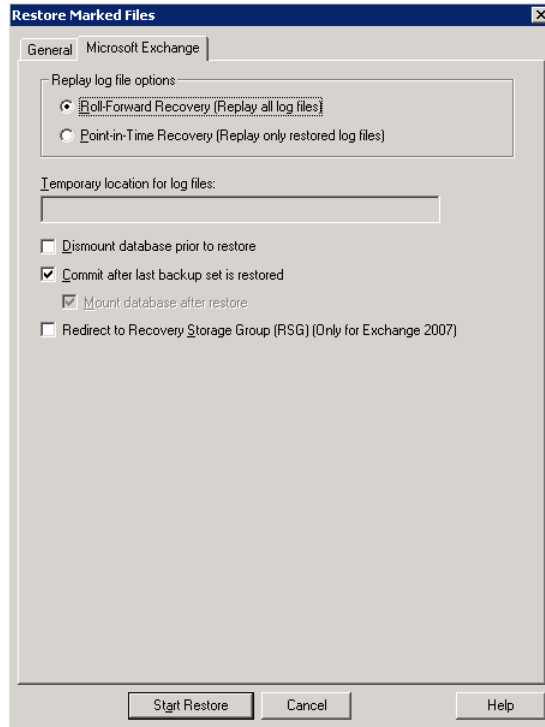 Restore Marked Files
General
Microsoft Exchange
Replay log file options
Roll-Forward Recovery (Replay all log files)
Point-in-Time Recovery (Replay only restored log files)
Temporary location for log files:
Dismount database prior to restore
Commit after last backup set is restored
Mount database after restore
Redirect to Recovery Storage Group (RSG) (Only for Exchange 2007)
Start Restore
Cancel
Help